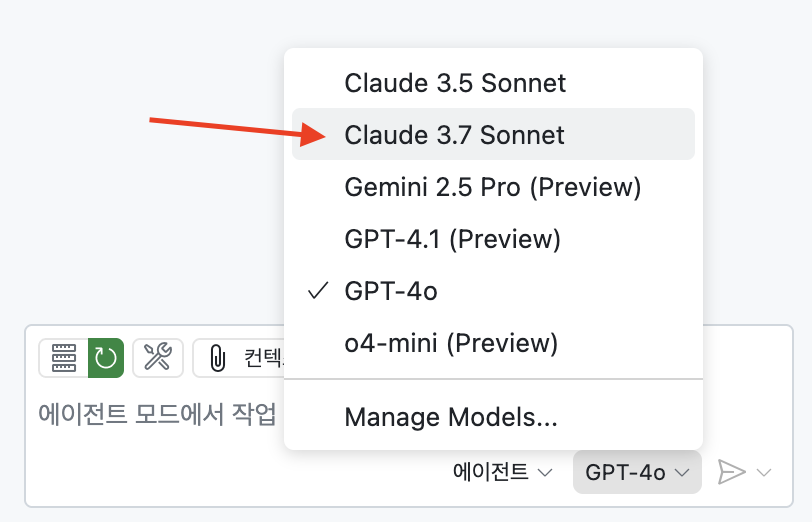 Claude 3.5 Sonnet
Claude 3.7 Sonnet
Gemini 2.5 Pro (Preview)
GPT-4.1 (Preview)
GPT-4o
o4-mini (Preview)
Manage Models...
컨텍
에이전트 모드에서 작업
에이전트
GPT-4o